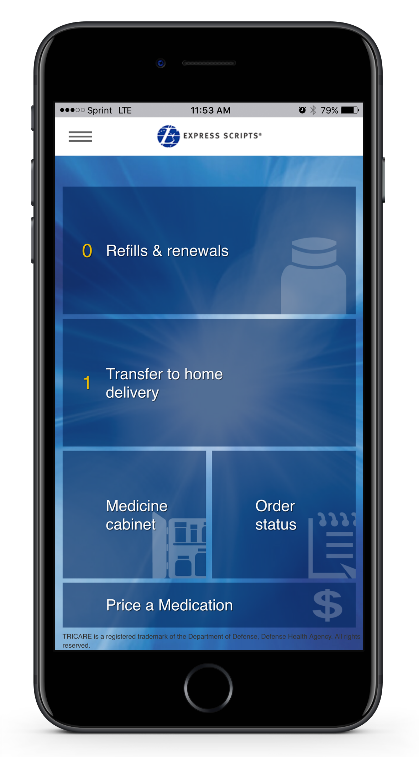 Sprint LTE 11:53 AM 79%
EXPRESS SCRIPTS®
0 Refills & renewals
1 Transfer to home
delivery
Medicine
cabinet
Order
status
Price a Medication
TRICARE is a registered trademark of the Department of Defense, Defense Health Agency. All rights
reserved.